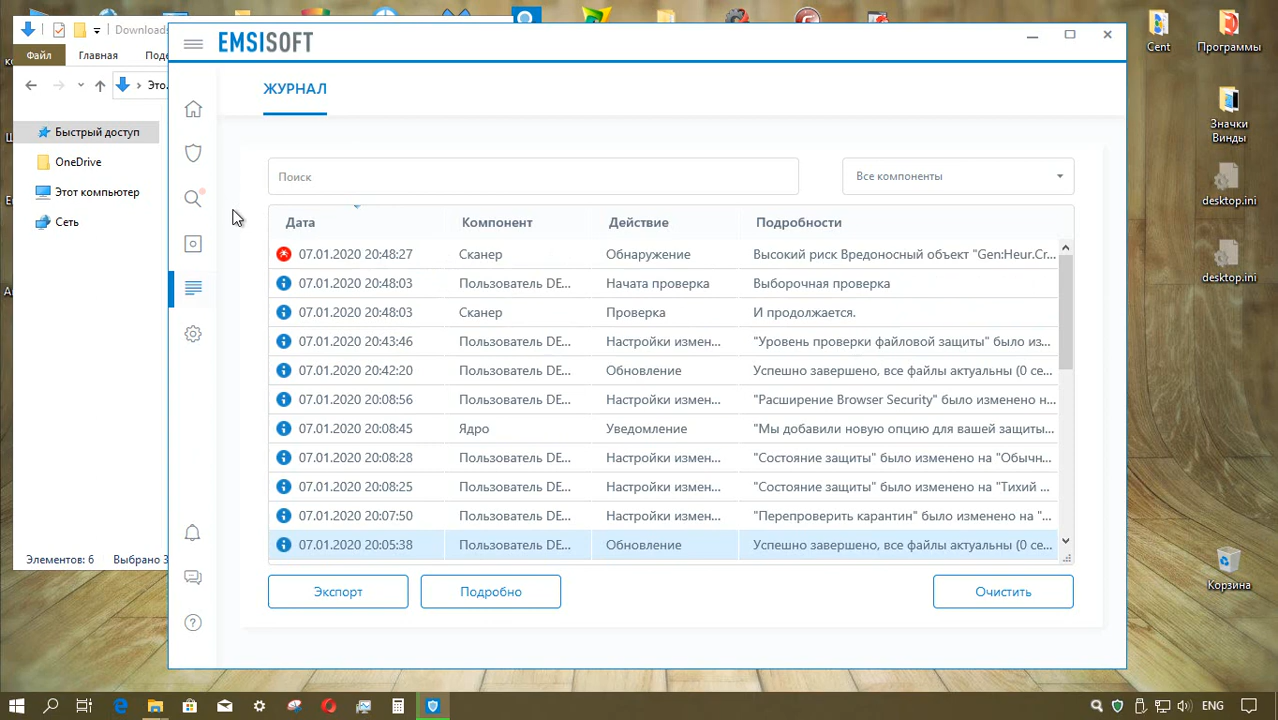 Downloads
Файл
Главная
Этот
Быстрый доступ
OneDrive
Этот компьютер
Сеть
Элементов: 6
EMSISOFT
ЖУРНАЛ
Поиск
Все компоненты
Дата Компонент Действие Подробности
07.01.2020 20:48:27 Сканер Обнаружение Высокий риск Вредоносный объект "Gen:Heur.Cr...
07.01.2020 20:48:03 Пользователь DE... Начата проверка Выборочная проверка
07.01.2020 20:48:03 Сканер Проверка И продолжается.
07.01.2020 20:43:46 Пользователь DE... Настройки измен... "Уровень проверки файловой защиты" было из...
07.01.2020 20:42:20 Пользователь DE... Обновление Успешно завершено, все файлы актуальны (0 се...
07.01.2020 20:08:56 Пользователь DE... Настройки измен... "Расширение Browser Security" было изменено н...
07.01.2020 20:08:45 Ядро Уведомление "Мы добавили новую опцию для вашей защиты...
07.01.2020 20:08:28 Пользователь DE... Настройки измен... "Состояние защиты" было изменено на "Обычн...
07.01.2020 20:08:25 Пользователь DE... Настройки измен... "Состояние защиты" было изменено на "Тихий ...
07.01.2020 20:07:50 Пользователь DE... Настройки измен... "Перепроверить карантин" было изменено на "...
07.01.2020 20:05:38 Пользователь DE... Обновление Успешно завершено, все файлы актуальны (0 се...
Экспорт
Подробно
Очистить
Cent
Программы
Значки
Винды
desktop.ini
desktop.ini
Корзина
ENG